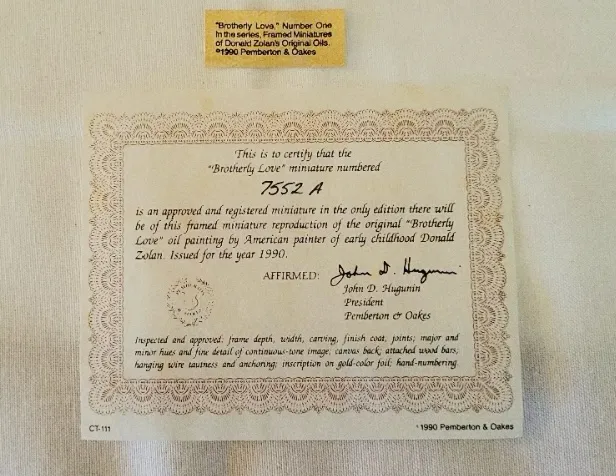 "Brotherly Love," Number One
in the series, Framed Miniatures
of Donald Zolan's Original Oils.
©1990 Pemberton & Oakes
This is to certify that the
"Brotherly Love" miniature numbered
7552 A
is an approved and registered miniature in the only edition there will
be of this framed miniature reproduction of the original "Brotherly
Love" oil painting by American painter of early childhood Donald
Zolan. Issued for the year 1990.
AFFIRMED: John D. Hugunin
John D. Hugunin
President
Pemberton & Oakes
Inspected and approved: frame depth, width, carving, finish coat, joints; major and
minor hues and fine detail of continuous-tone image; canvas back; attached wood bars;
hanging wire tautness and anchoring; inscription on gold-color foil; hand-numbering.
CT-111
©1990 Pemberton & Oakes